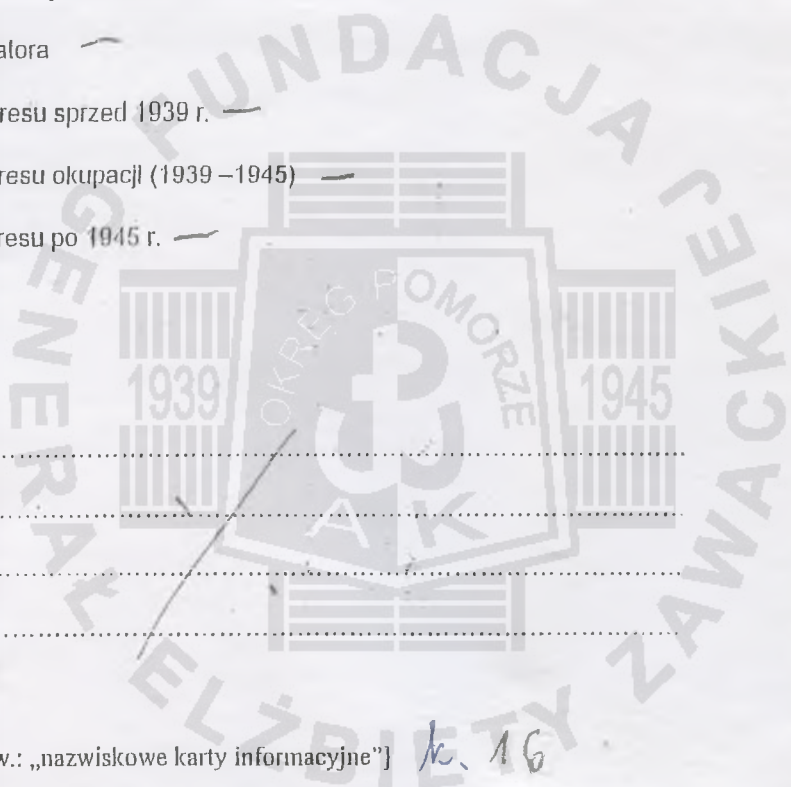 atora —
resu sprzed 1939 r. —
resu okupacji (1939 –1945) —
resu po 1945 r. —
w.: „nazwiskowe karty informacyjne”] k. 16
FUNDACJA GENERAŁ ELŻBIETY ZAWACKIEJ
OKRĘG POMORZE
1939
1945
AK